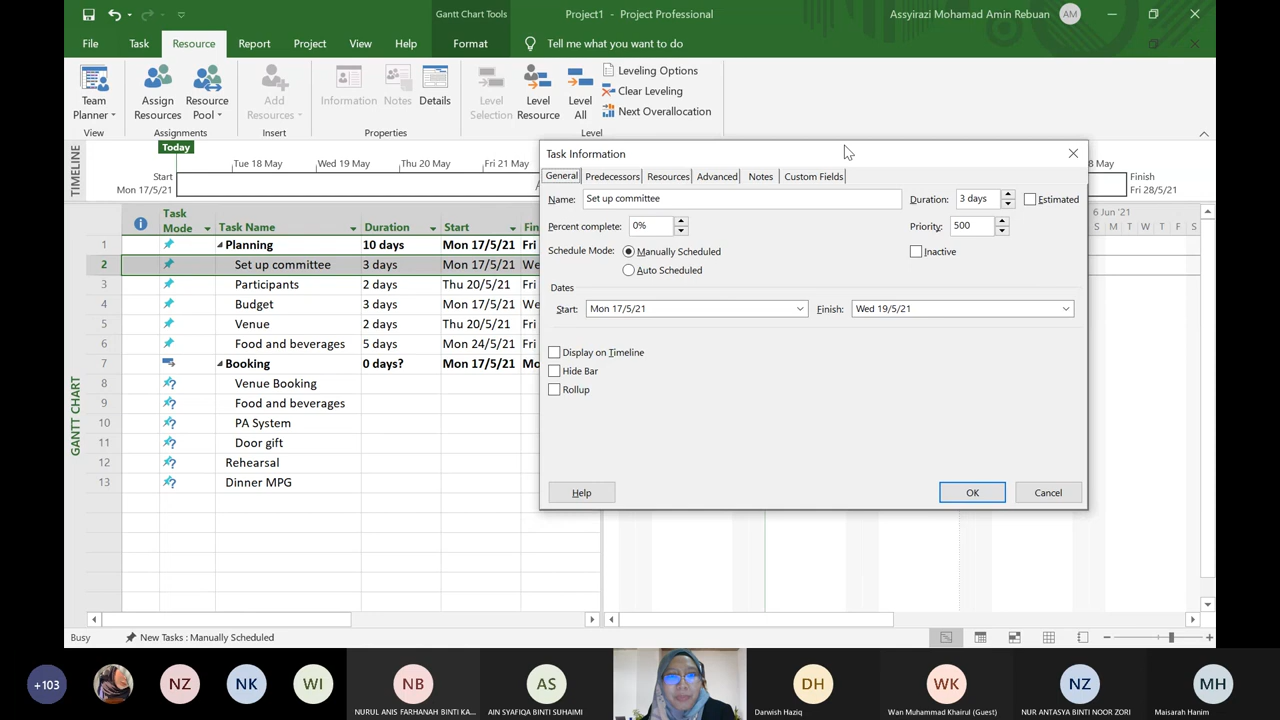 Gantt Chart Tools
Project1 - Project Professional
Assyirazi Mohamad Amin Rebuan
AM
File
Task
Resource
Report
Project
View
Help
Format
Tell me what you want to do
Team Planner
Assign Resources
Resource Pool
Add Resources
Information
Notes
Details
Level Selection
Level Resource
Level All
Leveling Options
Clear Leveling
Next Overallocation
View
Assignments
Insert
Properties
Level
TIMELINE
Today
Start
Mon 17/5/21
Tue 18 May
Wed 19 May
Thu 20 May
Fri 21 May
8 May
Finish
Fri 28/5/21
GANTT CHART
Task Mode
Task Name
Duration
Start
Fin
6 Jun '21
S M T W T F S
1 Planning 10 days Mon 17/5/21 Fri
2 Set up committee 3 days Mon 17/5/21 We
3 Participants 2 days Thu 20/5/21 Fri
4 Budget 3 days Mon 17/5/21 We
5 Venue 2 days Thu 20/5/21 Fri
6 Food and beverages 5 days Mon 24/5/21 Fri
7 Booking 0 days? Mon 17/5/21 Mo
8 Venue Booking
9 Food and beverages
10 PA System
11 Door gift
12 Rehearsal
13 Dinner MPG
Task Information
General
Predecessors
Resources
Advanced
Notes
Custom Fields
Name: Set up committee
Duration: 3 days
Estimated
Percent complete: 0%
Priority: 500
Schedule Mode: Manually Scheduled
Auto Scheduled
Inactive
Dates
Start: Mon 17/5/21
Finish: Wed 19/5/21
Display on Timeline
Hide Bar
Rollup
Help
OK
Cancel
Busy
New Tasks : Manually Scheduled
+103
NZ
NK
WI
NB
NURUL ANIS FARHANAH BINTI KA...
AS
AIN SYAFIQA BINTI SUHAIMI
DH
Darwish Haziq
WK
Wan Muhammad Khairul (Guest)
NZ
NUR ANTASYA BINTI NOOR ZORI
MH
Maisarah Hanim